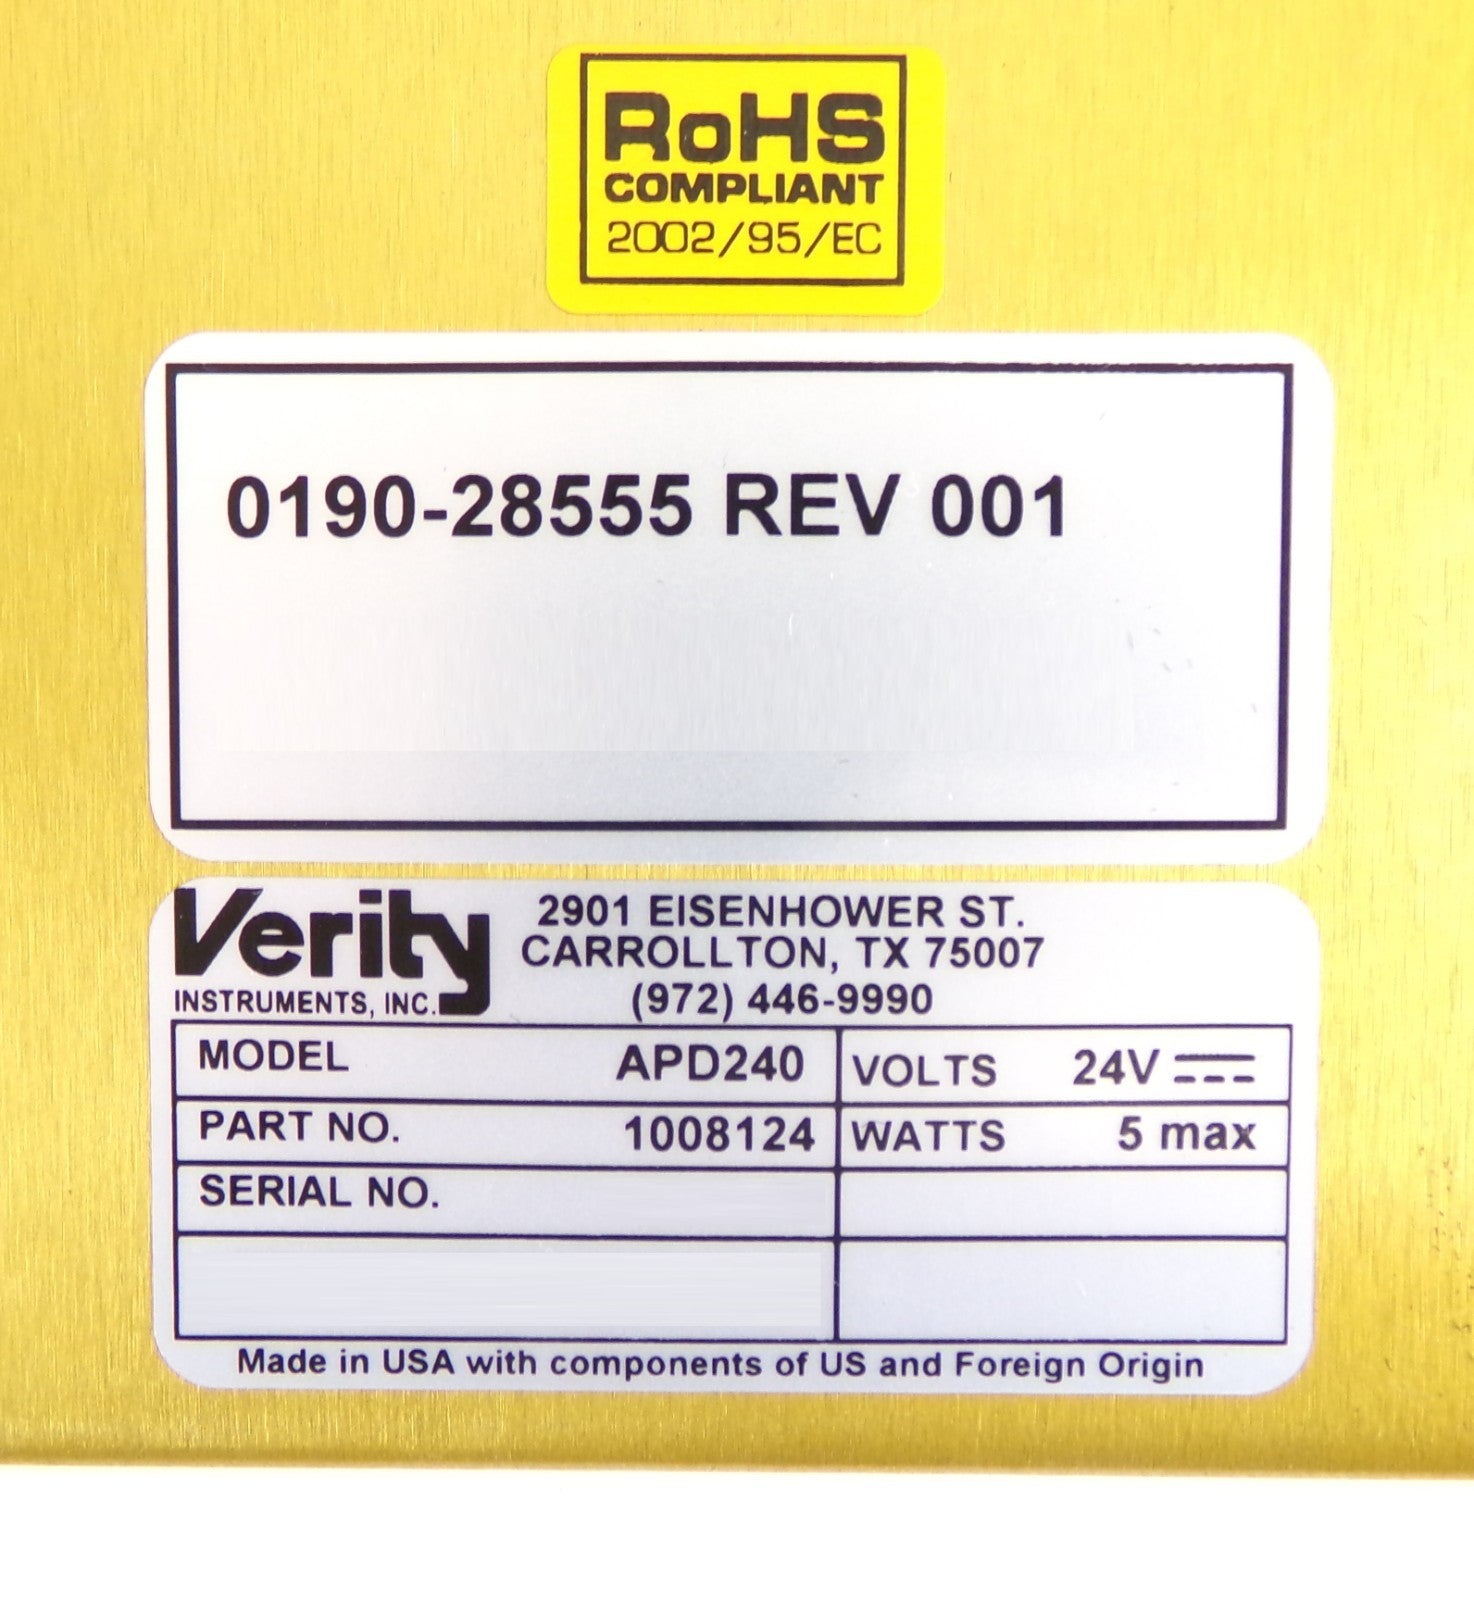 RoHS
COMPLIANT
2002/95/EC
0190-28555 REV 001
Verity
INSTRUMENTS, INC.
2901 EISENHOWER ST.
CARROLLTON, TX 75007
(972) 446-9990
MODEL APD240 VOLTS 24V
PART NO. 1008124 WATTS 5 max
SERIAL NO.
Made in USA with components of US and Foreign Origin